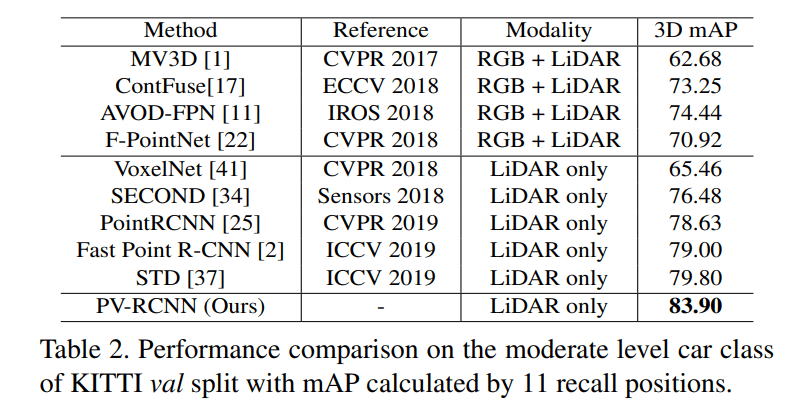 Method Reference Modality 3D mAP
MV3D [1] CVPR 2017 RGB + LiDAR 62.68
ContFuse[17] ECCV 2018 RGB + LiDAR 73.25
AVOD-FPN [11] IROS 2018 RGB + LiDAR 74.44
F-PointNet [22] CVPR 2018 RGB + LiDAR 70.92
VoxelNet [41] CVPR 2018 LiDAR only 65.46
SECOND [34] Sensors 2018 LiDAR only 76.48
PointRCNN [25] CVPR 2019 LiDAR only 78.63
Fast Point R-CNN [2] ICCV 2019 LiDAR only 79.00
STD [37] ICCV 2019 LiDAR only 79.80
PV-RCNN (Ours) - LiDAR only 83.90
Table 2. Performance comparison on the moderate level car class
of KITTI val split with mAP calculated by 11 recall positions.